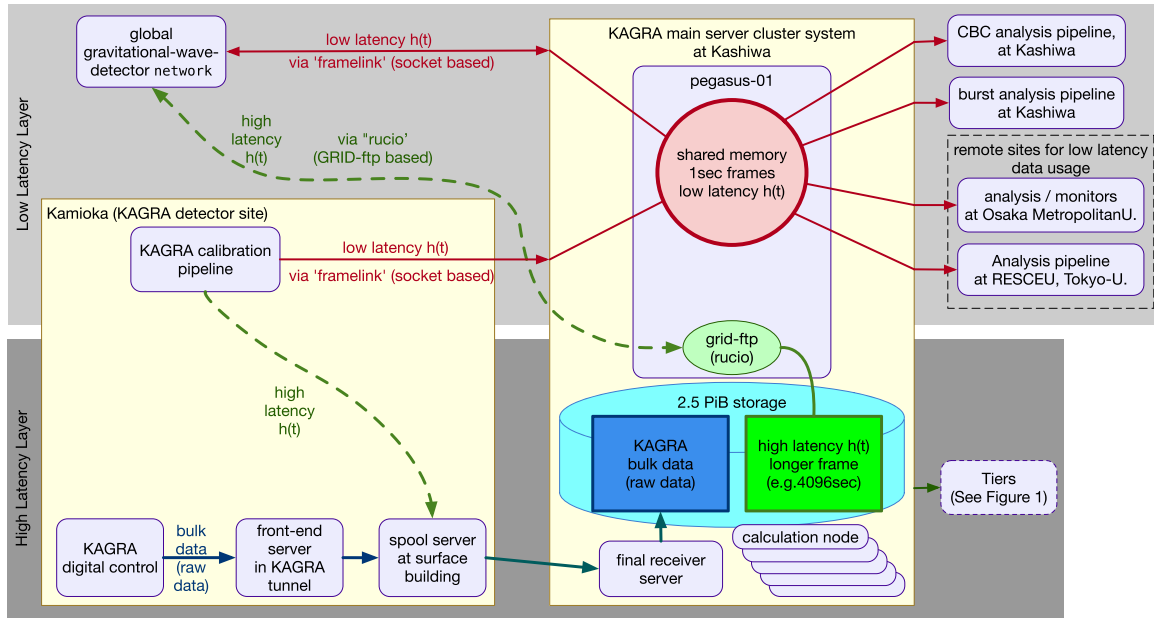 global
gravitational-wave-
detector network
low latency h(t)
via 'framelink' (socket based)
KAGRA main server cluster system
at Kashiwa
pegasus-01
shared memory
1sec frames
low latency h(t)
CBC analysis pipeline,
at Kashiwa
burst analysis pipeline
at Kashiwa
remote sites for low latency
data usage
analysis / monitors
at Osaka MetropolitanU.
Analysis pipeline
at RESCEU, Tokyo-U.
Low Latency Layer
high
latency
h(t)
via "rucio'
(GRID-ftp based)
Kamioka (KAGRA detector site)
KAGRA calibration
pipeline
low latency h(t)
via 'framelink' (socket based)
grid-ftp
(rucio)
High Latency Layer
high
latency
h(t)
2.5 PiB storage
KAGRA
bulk data
(raw data)
high latency h(t)
longer frame
(e.g.4096sec)
Tiers
(See Figure 1)
KAGRA
digital control
bulk
data
(raw
data)
front-end
server
in KAGRA
tunnel
spool server
at surface
building
final receiver
server
calculation node